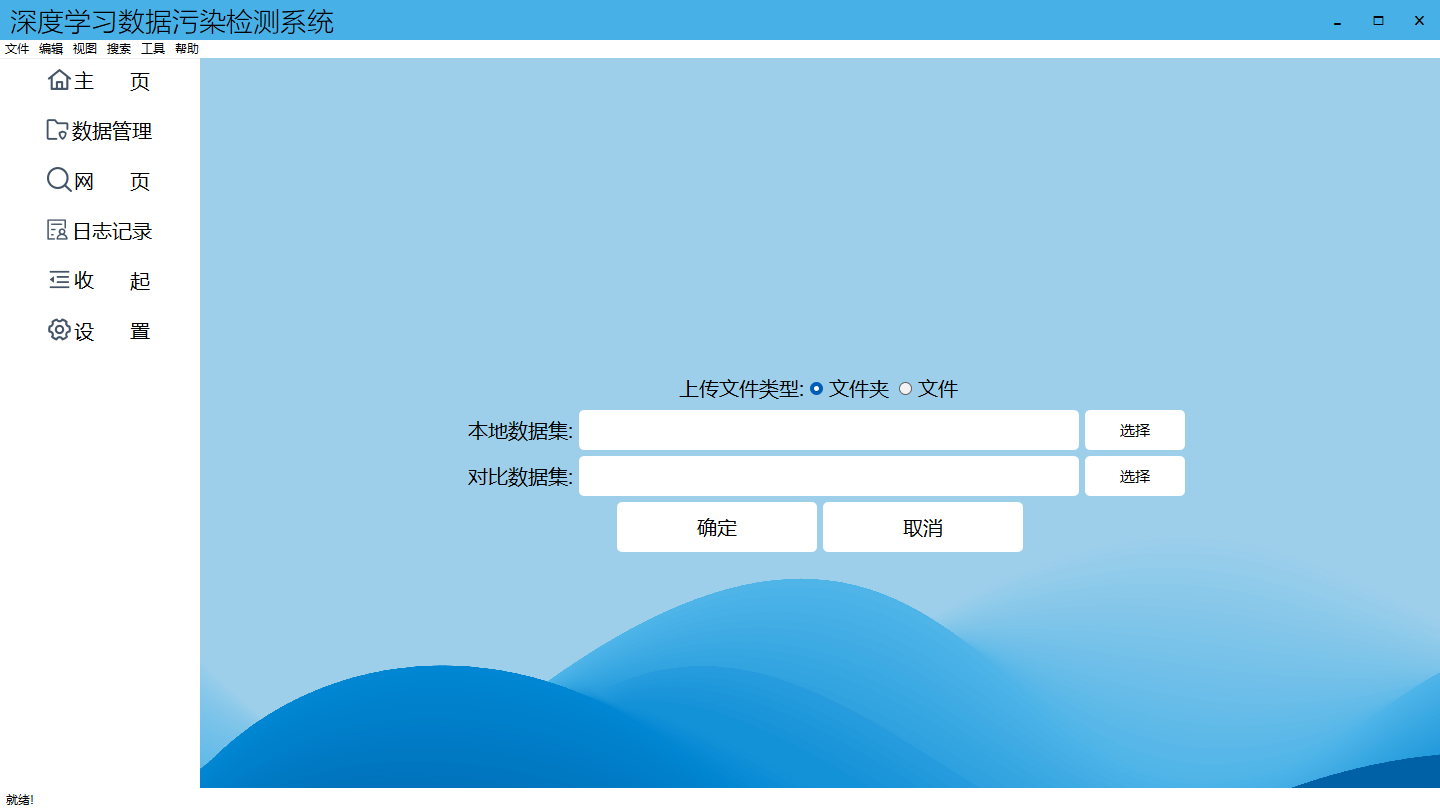 深度学习数据污染检测系统
文件 编辑 视图 搜索 工具 帮助
主 页
数据管理
网 页
日志记录
收 起
设 置
上传文件类型: 文件夹 文件
本地数据集: 选择
对比数据集: 选择
确定 取消
就绪!